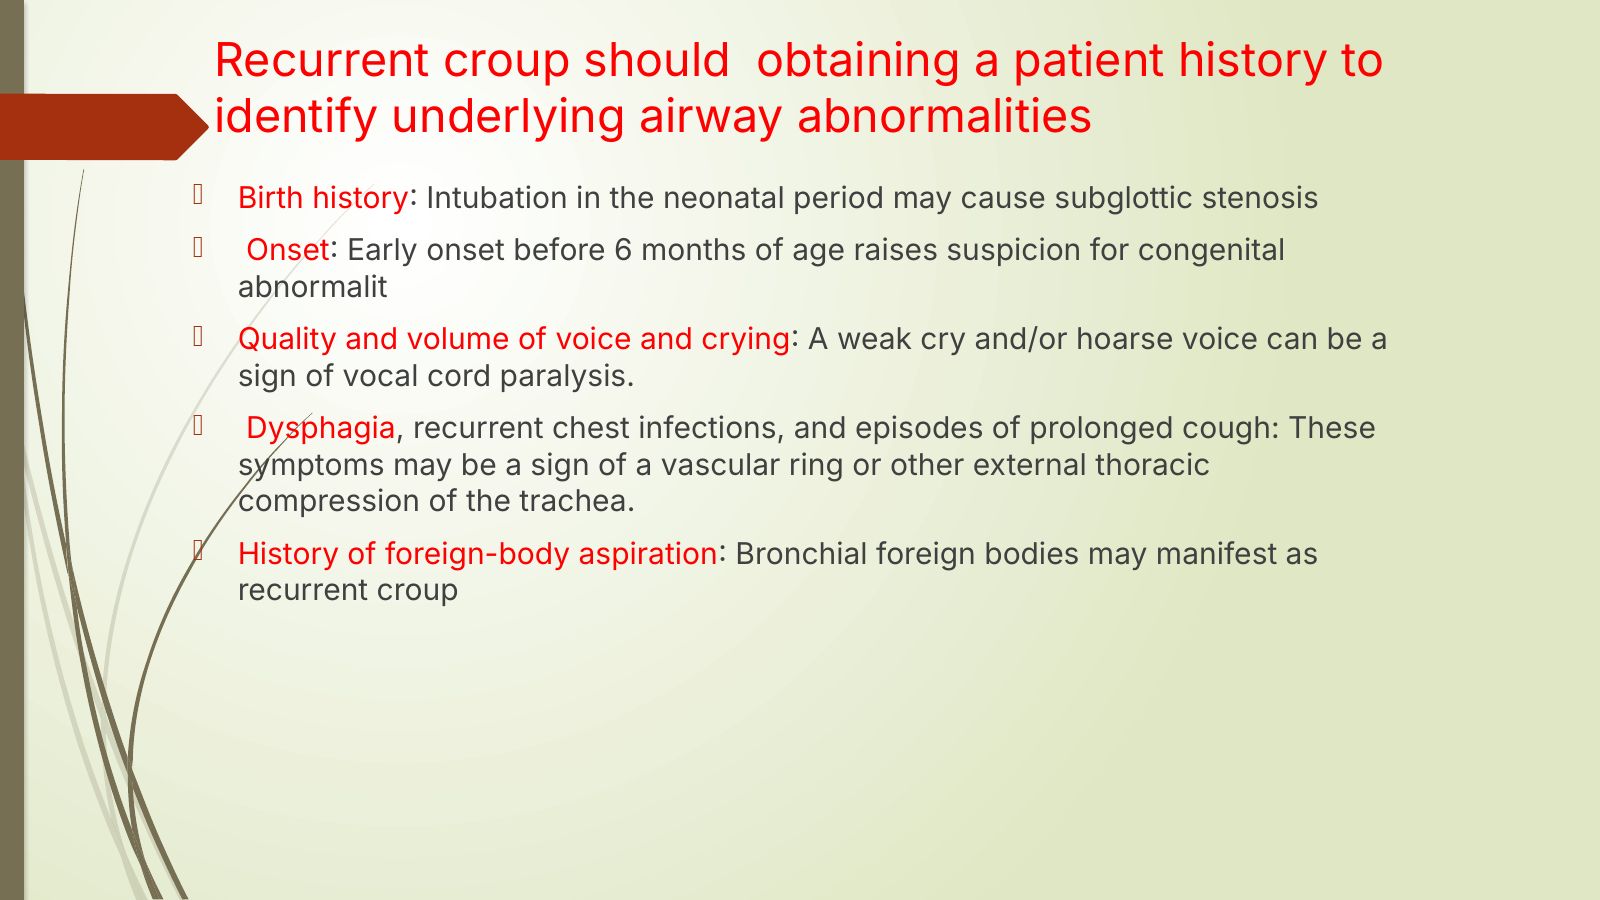 Recurrent croup should  obtaining a patient history to
identify underlying airway abnormalities
Birth history: Intubation in the neonatal period may cause subglottic stenosis
Onset: Early onset before 6 months of age raises suspicion for congenital
abnormalit
Quality and volume of voice and crying: A weak cry and/or hoarse voice can be a
sign of vocal cord paralysis.
Dysphagia, recurrent chest infections, and episodes of prolonged cough: These
symptoms may be a sign of a vascular ring or other external thoracic
compression of the trachea.
History of foreign-body aspiration: Bronchial foreign bodies may manifest as
recurrent croup